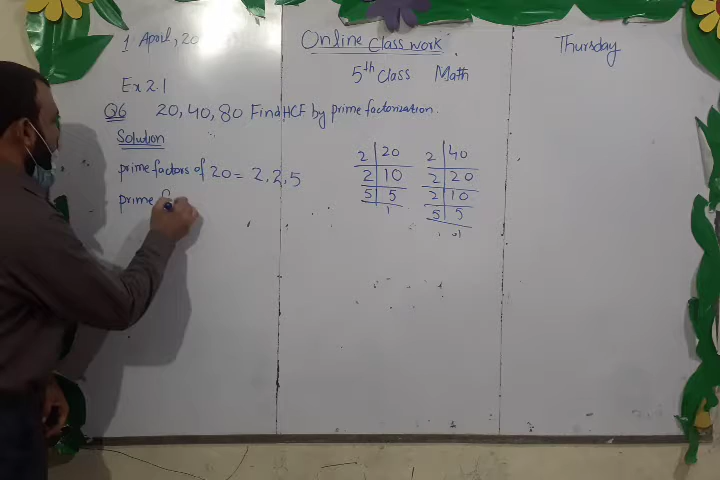 1 April, 20
Online Class work.
Thursday
5th Class Math
Ex 2.1
Q6 20, 40, 80 Find HCF by prime factorization.
Solution
prime factors of 20 = 2, 2, 5
prime f
2 | 20
2 | 10
5 | 5
1
2 | 40
2 | 20
2 | 10
5 | 5
1